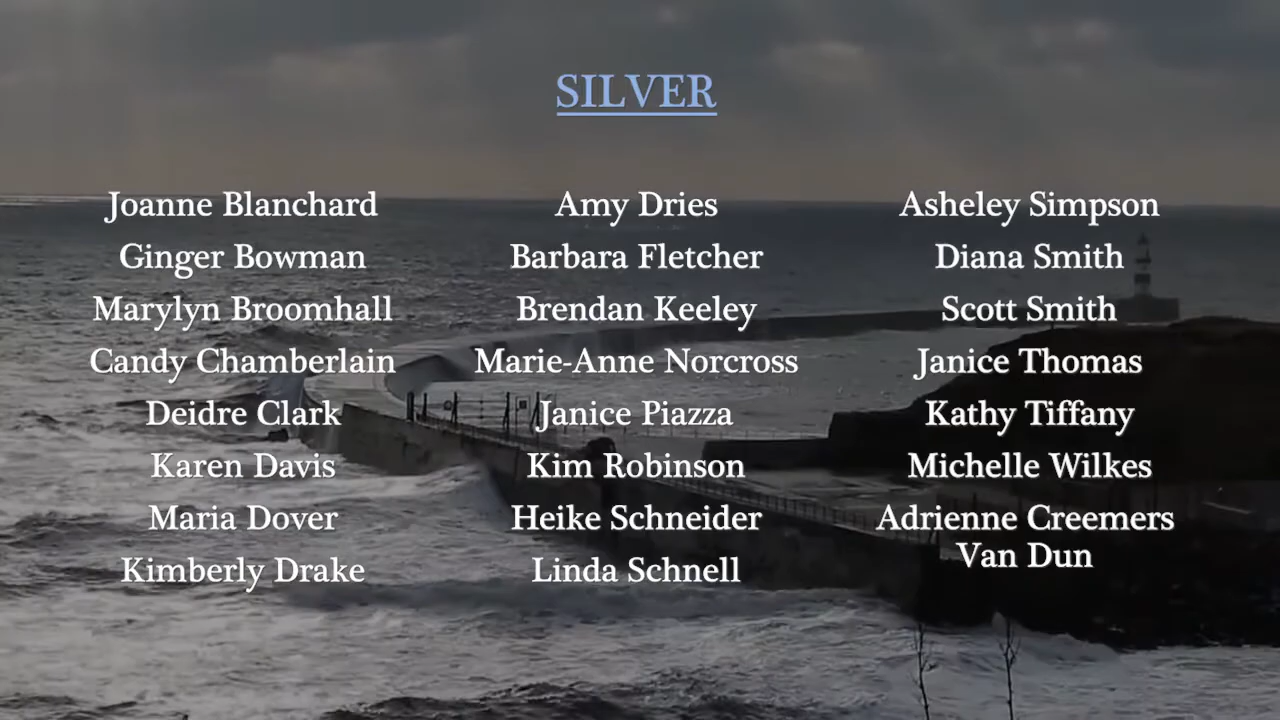 SILVER
Joanne Blanchard
Ginger Bowman
Marylyn Broomhall
Candy Chamberlain
Deidre Clark
Karen Davis
Maria Dover
Kimberly Drake
Amy Dries
Barbara Fletcher
Brendan Keeley
Marie-Anne Norcross
Janice Piazza
Kim Robinson
Heike Schneider
Linda Schnell
Asheley Simpson
Diana Smith
Scott Smith
Janice Thomas
Kathy Tiffany
Michelle Wilkes
Adrienne Creemers
Van Dun